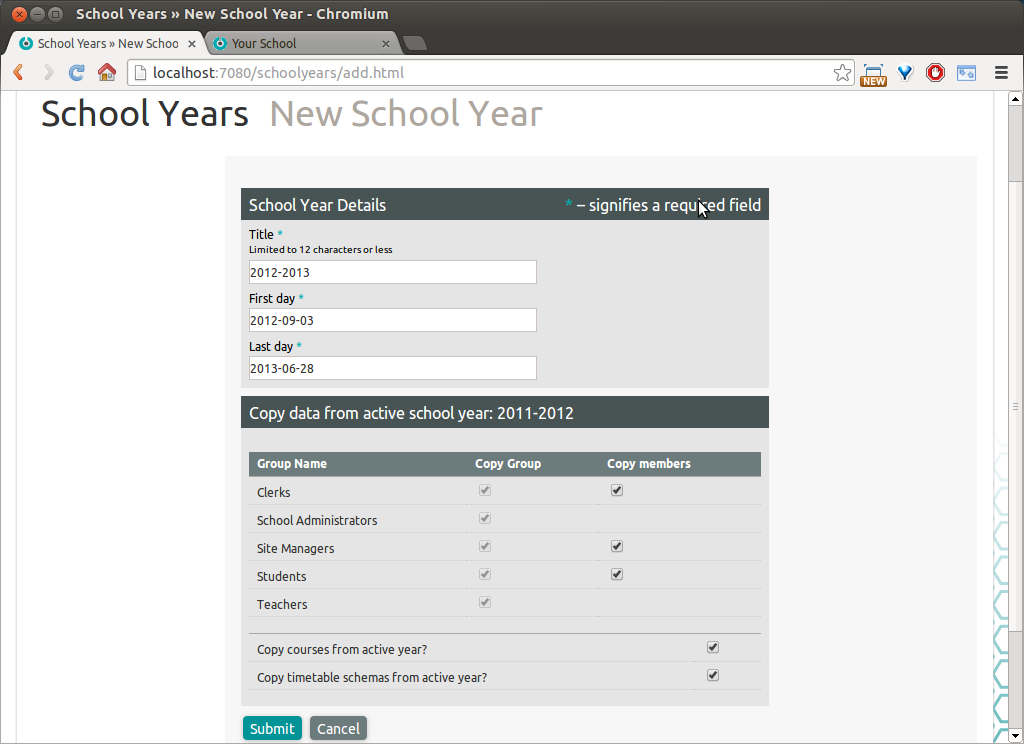 School Years » New School Year - Chromium
School Years » New Schoo
Your School
localhost:7080/schoolyears/add.html
NEW
School Years New School Year
School Year Details * – signifies a required field
Title *
Limited to 12 characters or less
2012-2013
First day *
2012-09-03
Last day *
2013-06-28
Copy data from active school year: 2011-2012
Group Name Copy Group Copy members
Clerks
School Administrators
Site Managers
Students
Teachers
Copy courses from active year?
Copy timetable schemas from active year?
Submit Cancel